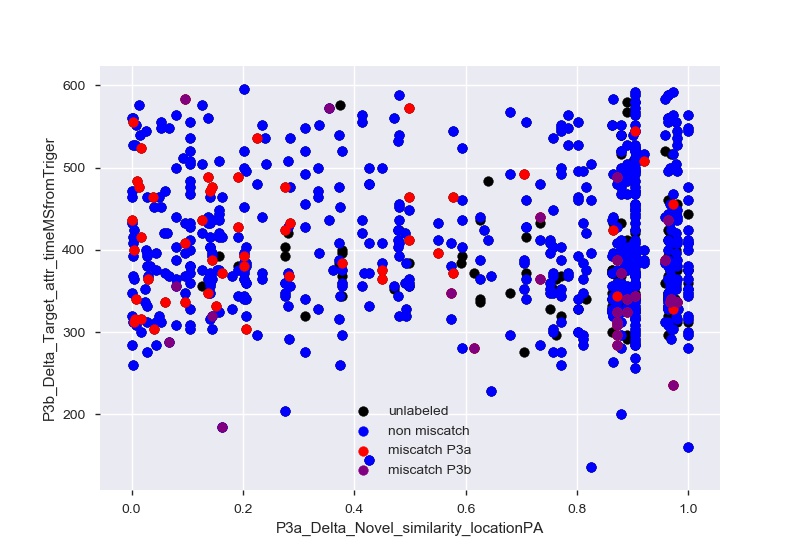 600
500
400
300
200
P3b_Delta_Target_attr_timeMSfromTriger
unlabeled
non miscatch
miscatch P3a
miscatch P3b
0.0 0.2 0.4 0.6 0.8 1.0
P3a_Delta_Novel_similarity_locationPA